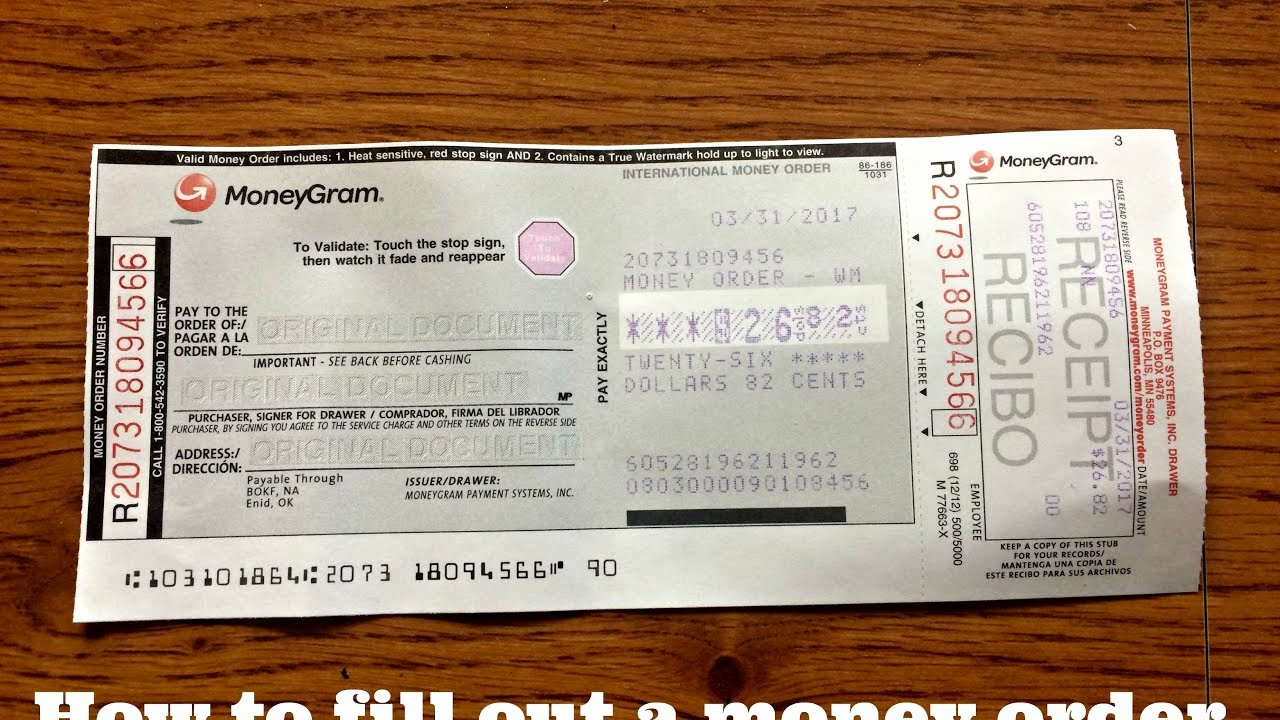 Valid Money Order includes: 1. Heat sensitive, red stop sign AND 2. Contains a True Watermark hold up to light to view.
MoneyGram.
INTERNATIONAL MONEY ORDER
86-186
1031
03/31/2017
To Validate: Touch the stop sign,
then watch it fade and reappear
Touch
To
Validate
20731809456
MONEY ORDER - WM
MONEY ORDER NUMBER
R207318094566
CALL 1-800-542-3590 TO VERIFY
PAY TO THE
ORDER OF:/
PAGAR A LA
ORDEN DE:
ORIGINAL DOCUMENT
IMPORTANT - SEE BACK BEFORE CASHING
ORIGINAL DOCUMENT
MP
PURCHASER, SIGNER FOR DRAWER / COMPRADOR, FIRMA DEL LIBRADOR
PURCHASER, BY SIGNING YOU AGREE TO THE SERVICE CHARGE AND OTHER TERMS ON THE REVERSE SIDE
ADDRESS:/
DIRECCIÓN:
ORIGINAL DOCUMENT
Payable Through
BOKF, NA
Enid, OK
ISSUER/DRAWER:
MONEYGRAM PAYMENT SYSTEMS, INC.
PAY EXACTLY
***$26 82
TWENTY-SIX *****
DOLLARS 82 CENTS
60528196211962
0803000090108456
103101864 2073 18094566 90
R207318094566
DETACH HERE
3
MoneyGram.
PLEASE READ REVERSE SIDE
MONEYGRAM PAYMENT SYSTEMS, INC. DRAWER
P.O. BOX 9476
MINNEAPOLIS, MN 55480
www.moneygram.com/moneyorder
20731809456
108 NN
60528196211962
RECEIPT
RECIBO
03/31/2017
$26.82
00
DATE/AMOUNT
EMPLOYEE
698 (12/12) 500/5000
M 77663-X
KEEP A COPY OF THIS STUB
FOR YOUR RECORDS/
MANTENGA UNA COPIA DE
ESTE RECIBO PARA SUS ARCHIVOS
How to fill out a money order